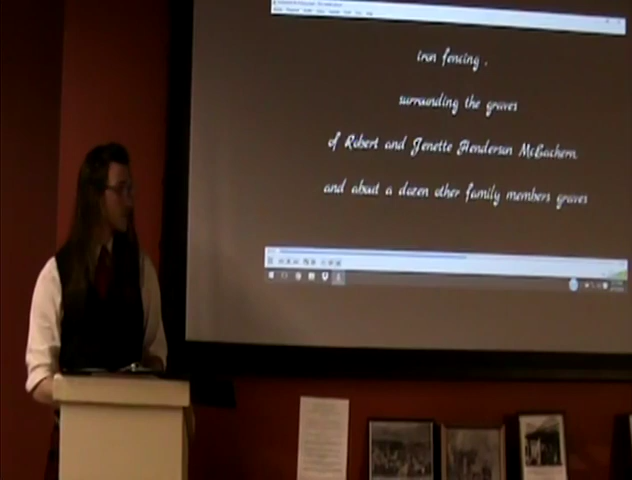 iron fencing.
surrounding the graves
of Robert and Jenette Henderson McEachern
and about a dozen other family members graves